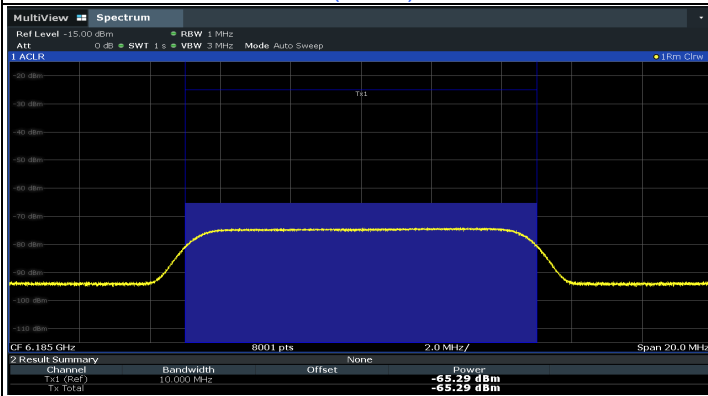 MultiView Spectrum
Ref Level -15.00 dBm RBW 1 MHz
Att 0 dB SWT 1 s VBW 3 MHz Mode Auto Sweep
1 ACLR 1Rm Clrw
-20 dBm
Tx1
-30 dBm
-40 dBm
-50 dBm
-60 dBm
-70 dBm
-80 dBm
-90 dBm
-100 dBm
-110 dBm
CF 6.185 GHz 8001 pts 2.0 MHz/ Span 20.0 MHz
2 Result Summary None
Channel Bandwidth Offset Power
Tx1 (Ref) 10.000 MHz -65.29 dBm
Tx Total -65.29 dBm